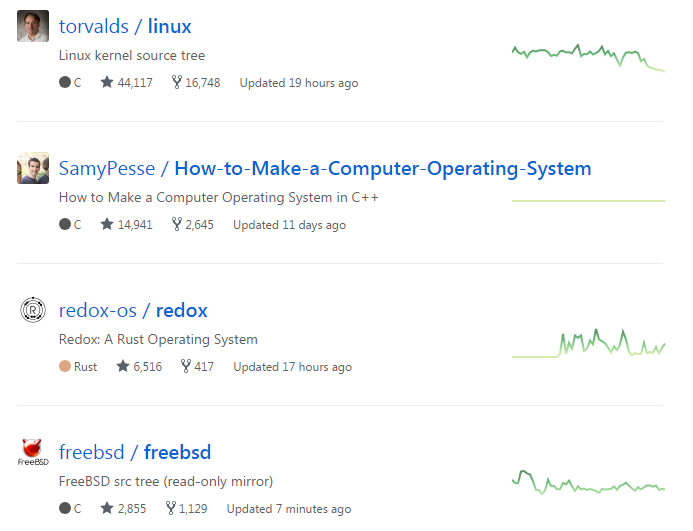 torvalds / linux
Linux kernel source tree
C 44,117 16,748 Updated 19 hours ago
SamyPesse / How-to-Make-a-Computer-Operating-System
How to Make a Computer Operating System in C++
C 14,941 2,645 Updated 11 days ago
R
redox-os / redox
Redox: A Rust Operating System
Rust 6,516 417 Updated 17 hours ago
freebsd / freebsd
FreeBSD
FreeBSD src tree (read-only mirror)
C 2,855 1,129 Updated 7 minutes ago